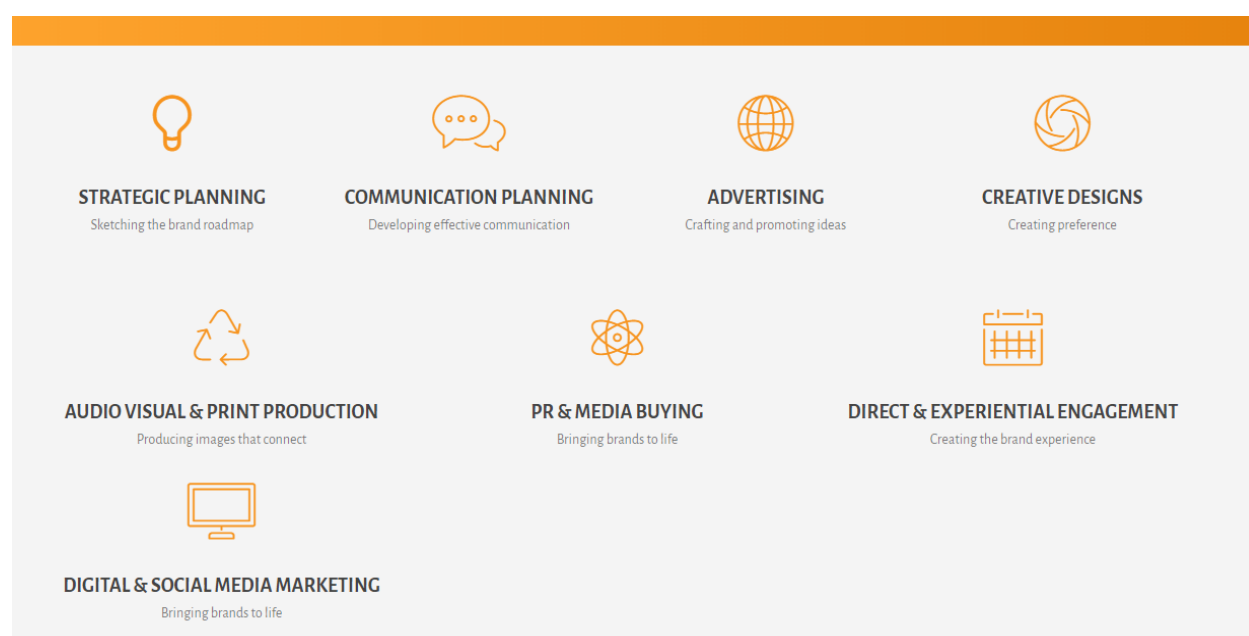 STRATEGIC PLANNING
Sketching the brand roadmap
COMMUNICATION PLANNING
Developing effective communication
ADVERTISING
Crafting and promoting ideas
CREATIVE DESIGNS
Creating preference
AUDIO VISUAL & PRINT PRODUCTION
Producing images that connect
PR & MEDIA BUYING
Bringing brands to life
DIRECT & EXPERIENTIAL ENGAGEMENT
Creating the brand experience
DIGITAL & SOCIAL MEDIA MARKETING
Bringing brands to life